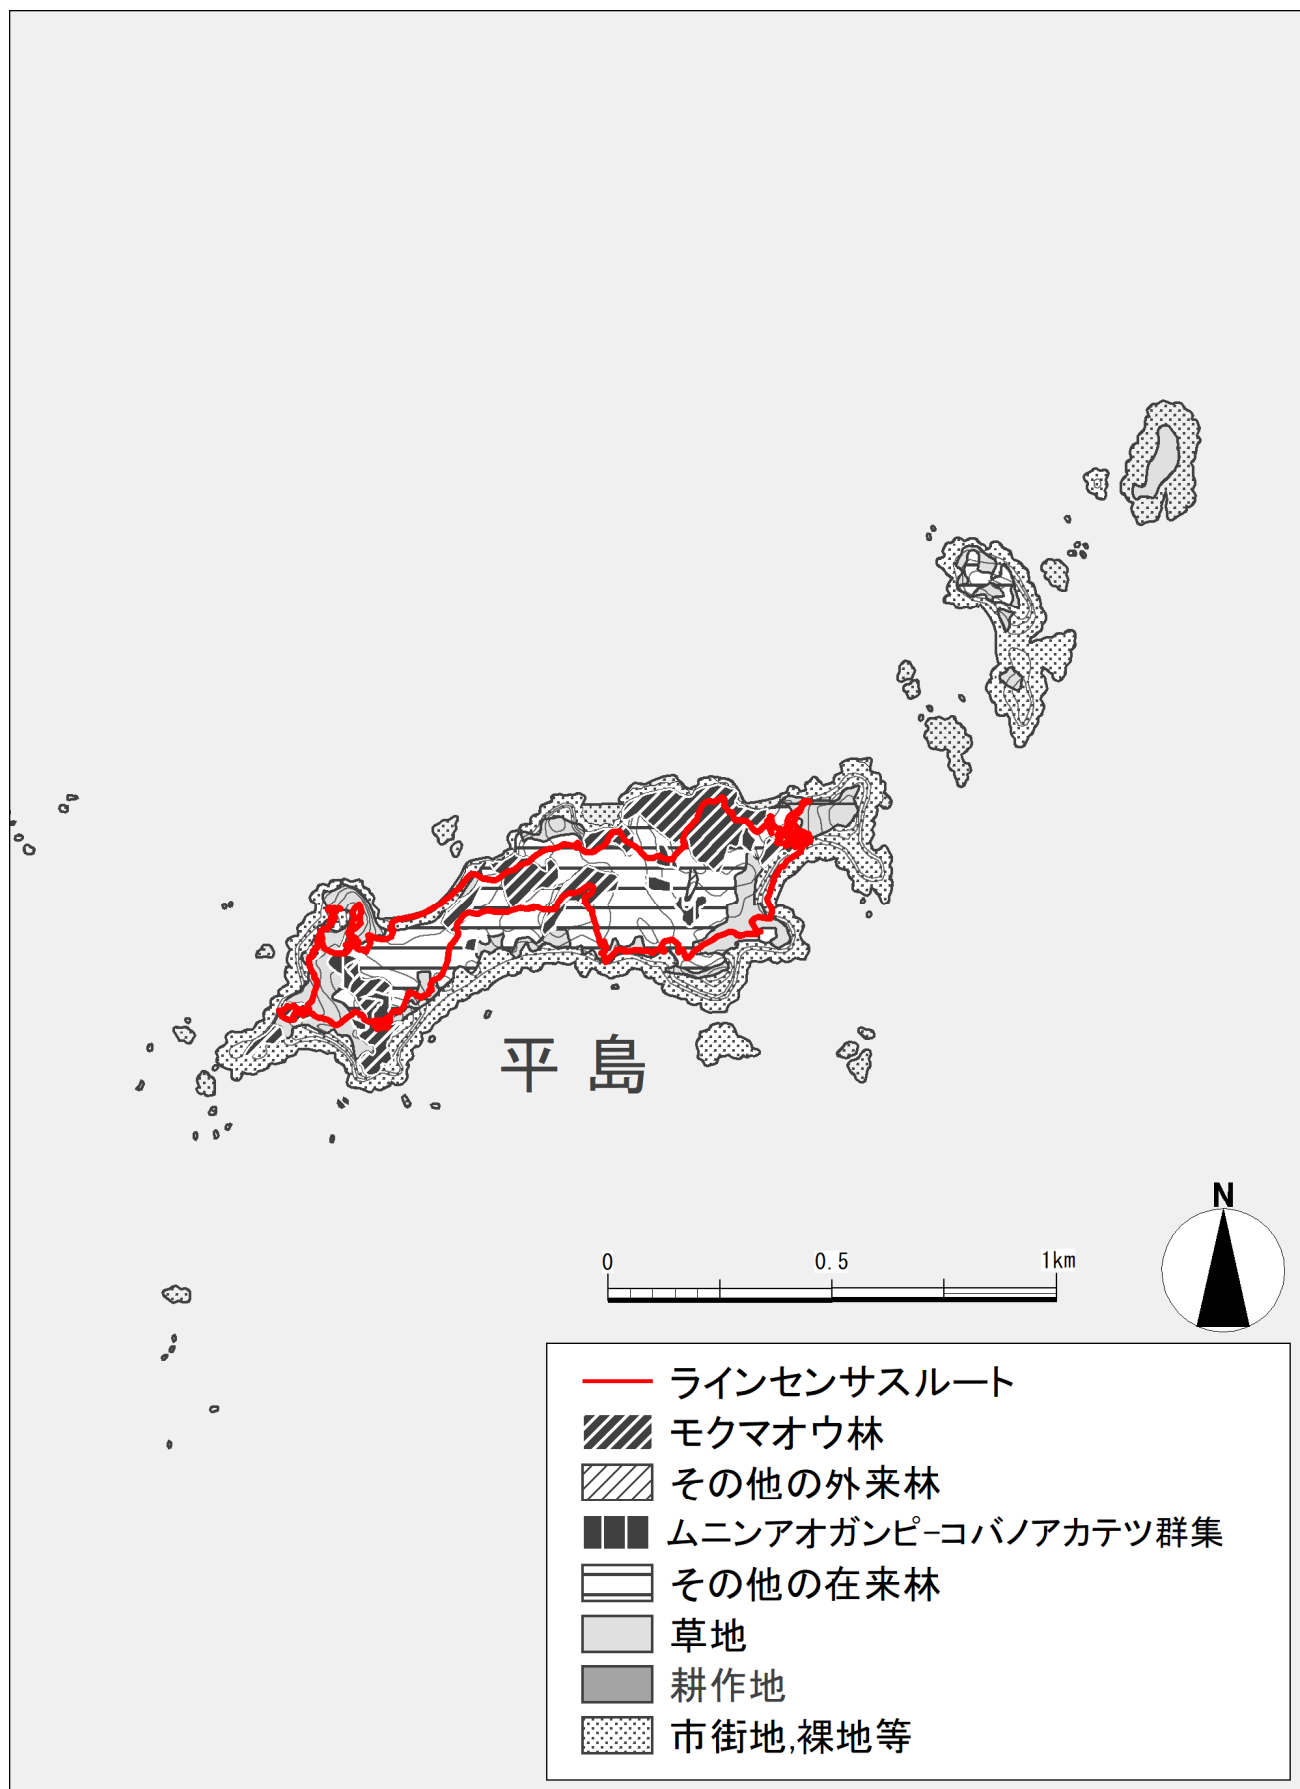 平島
N
0 0.5 1km
ラインセンサスルート
モクマオウ林
その他の外来林
ムニンアオガンピ-コバノアカテツ群集
その他の在来林
草地
耕作地
市街地,裸地等